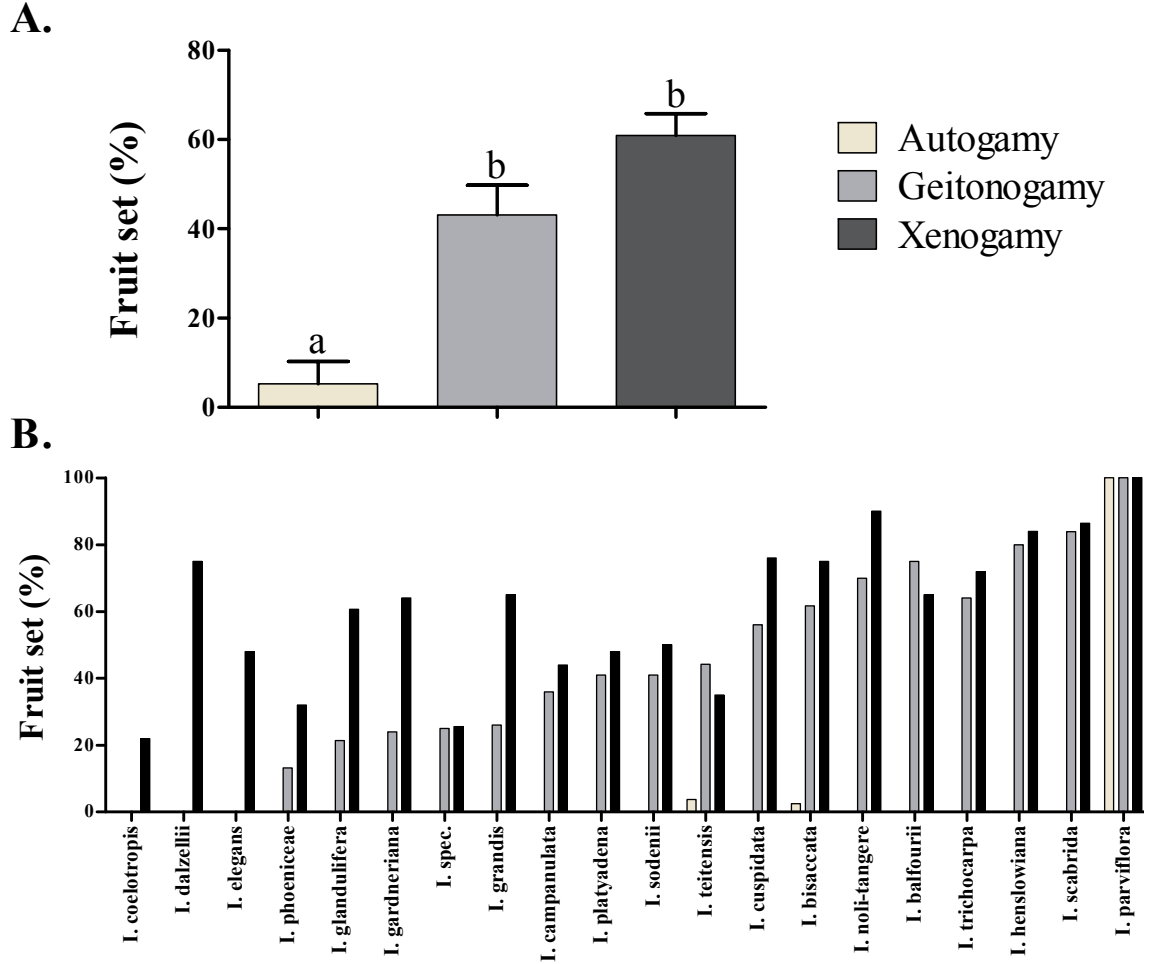 A.
80
60
40
20
0
Fruit set (%)
a
b
b
Autogamy
Geitonogamy
Xenogamy
B.
100
80
60
40
20
0
Fruit set (%)
I. coelotropis
I. dalzellii
I. elegans
I. phoeniceae
I. glandulifera
I. gardneriana
I. spec.
I. grandis
I. campanulata
I. platyadena
I. sodenii
I. teitensis
I. cuspidata
I. bisaccata
I. noli-tangere
I. balfourii
I. trichocarpa
I. henslowiana
I. scabrida
I. parviflora